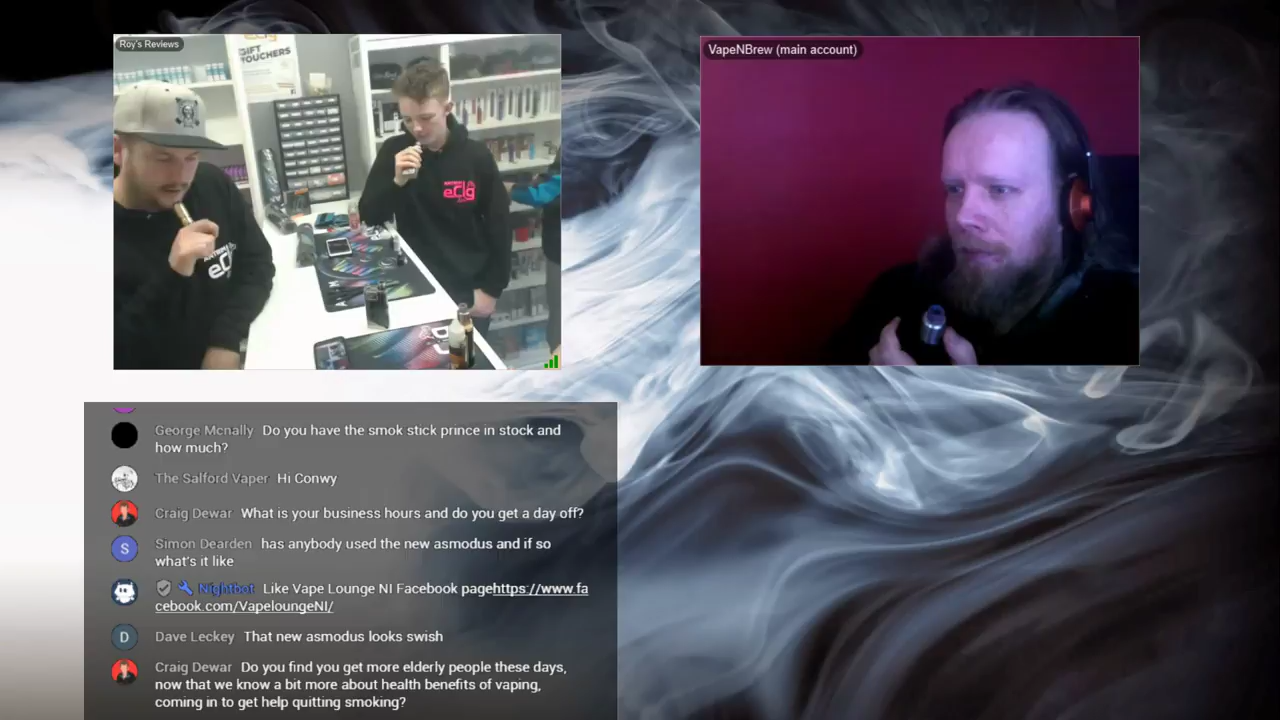 Roy's Reviews
GIFT
VOUCHERS
eCig
eC
VapeNBrew (main account)
George Mcnally Do you have the smok stick prince in stock and
how much?
The Salford Vaper Hi Conwy
Craig Dewar What is your business hours and do you get a day off?
S
Simon Dearden has anybody used the new asmodus and if so
what's it like
Nightbot Like Vape Lounge NI Facebook pagehttps://www.fa
cebook.com/VapeloungeNI/
D
Dave Leckey That new asmodus looks swish
Craig Dewar Do you find you get more elderly people these days,
now that we know a bit more about health benefits of vaping,
coming in to get help quitting smoking?